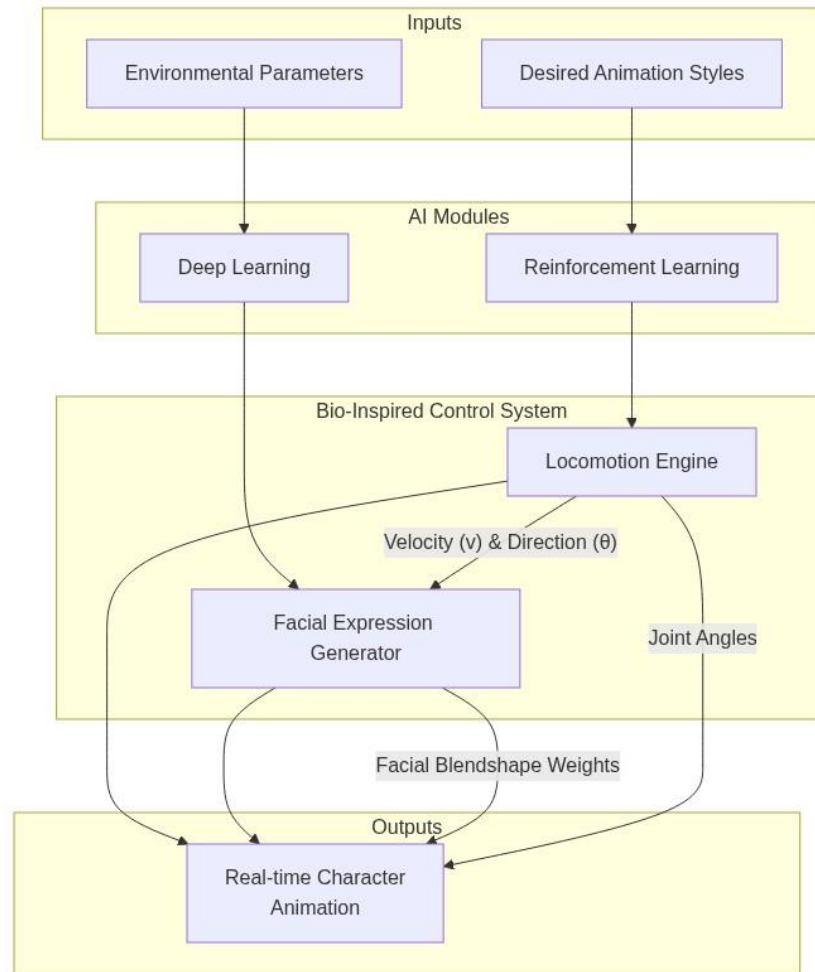 Inputs
Environmental Parameters
Desired Animation Styles
AI Modules
Deep Learning
Reinforcement Learning
Bio-Inspired Control System
Locomotion Engine
Velocity (v) & Direction (θ)
Facial Expression
Generator
Joint Angles
Facial Blendshape Weights
Outputs
Real-time Character
Animation